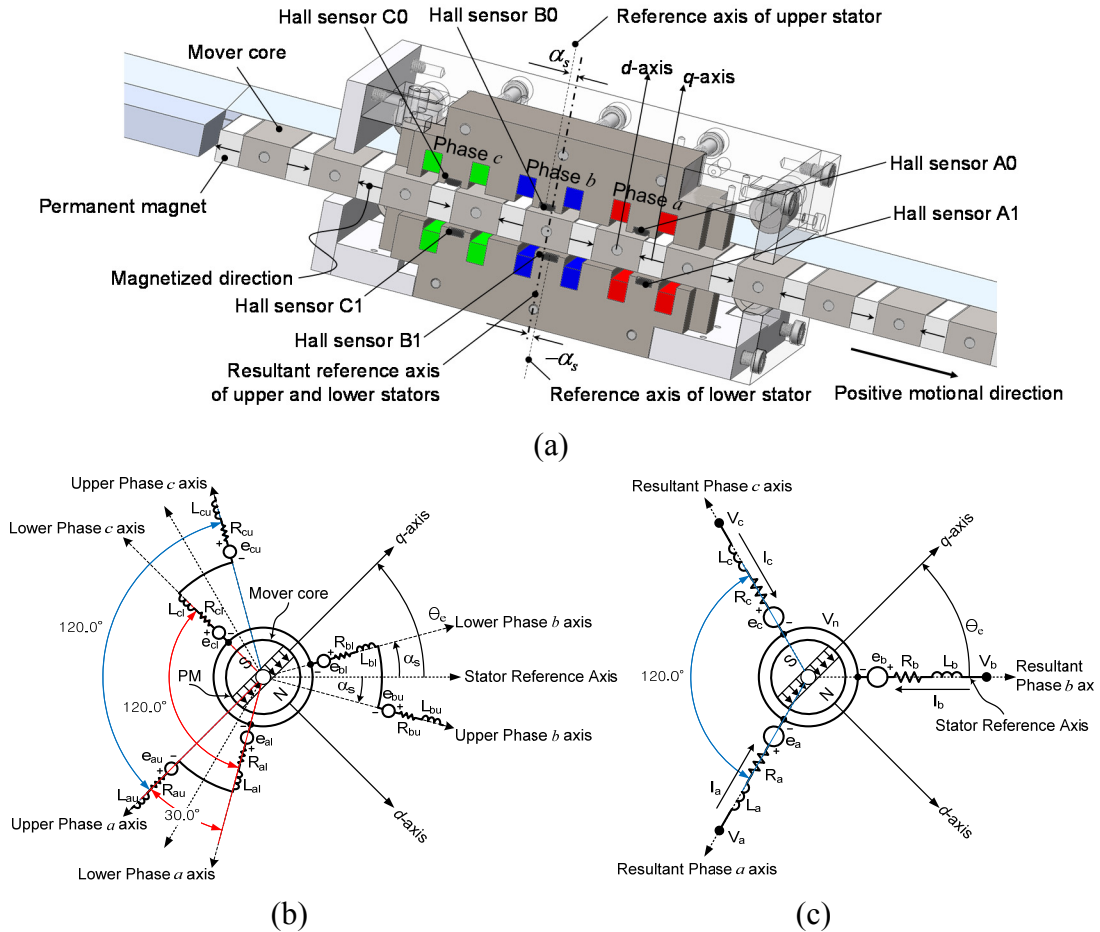 Hall sensor C0
Hall sensor B0
Reference axis of upper stator
Mover core
αs
d-axis
q-axis
Phase c
Phase b
Phase a
Hall sensor A0
Permanent magnet
Hall sensor A1
Magnetized direction
Hall sensor C1
Hall sensor B1
−αs
Resultant reference axis
of upper and lower stators
Reference axis of lower stator
Positive motional direction
(a)
Upper Phase c axis
Lcu
Lower Phase c axis
Rcu
+
ecu
−
q-axis
Mover core
Lcl
Rcl
+
−
ecl
120.0°
θe
Lower Phase b axis
Rbl
Lbl
+
−
ebl
αs
S
N
PM
Stator Reference Axis
αs
120.0°
ebu
−
+
Lbu
Rbu
Upper Phase b axis
−
eal
+
Ral
Lal
eau
−
+
Rau
Lau
30.0°
Upper Phase a axis
Lower Phase a axis
d-axis
(b)
Resultant Phase c axis
Vc
Lc
Ic
Rc
+
ec
−
Vn
q-axis
θe
120.0°
S
N
eb
−
+
Rb
Lb
Vb
Ib
Resultant
Phase b ax
Stator Reference Axis
−
ea
+
Ra
Ia
La
Va
d-axis
Resultant Phase a axis
(c)